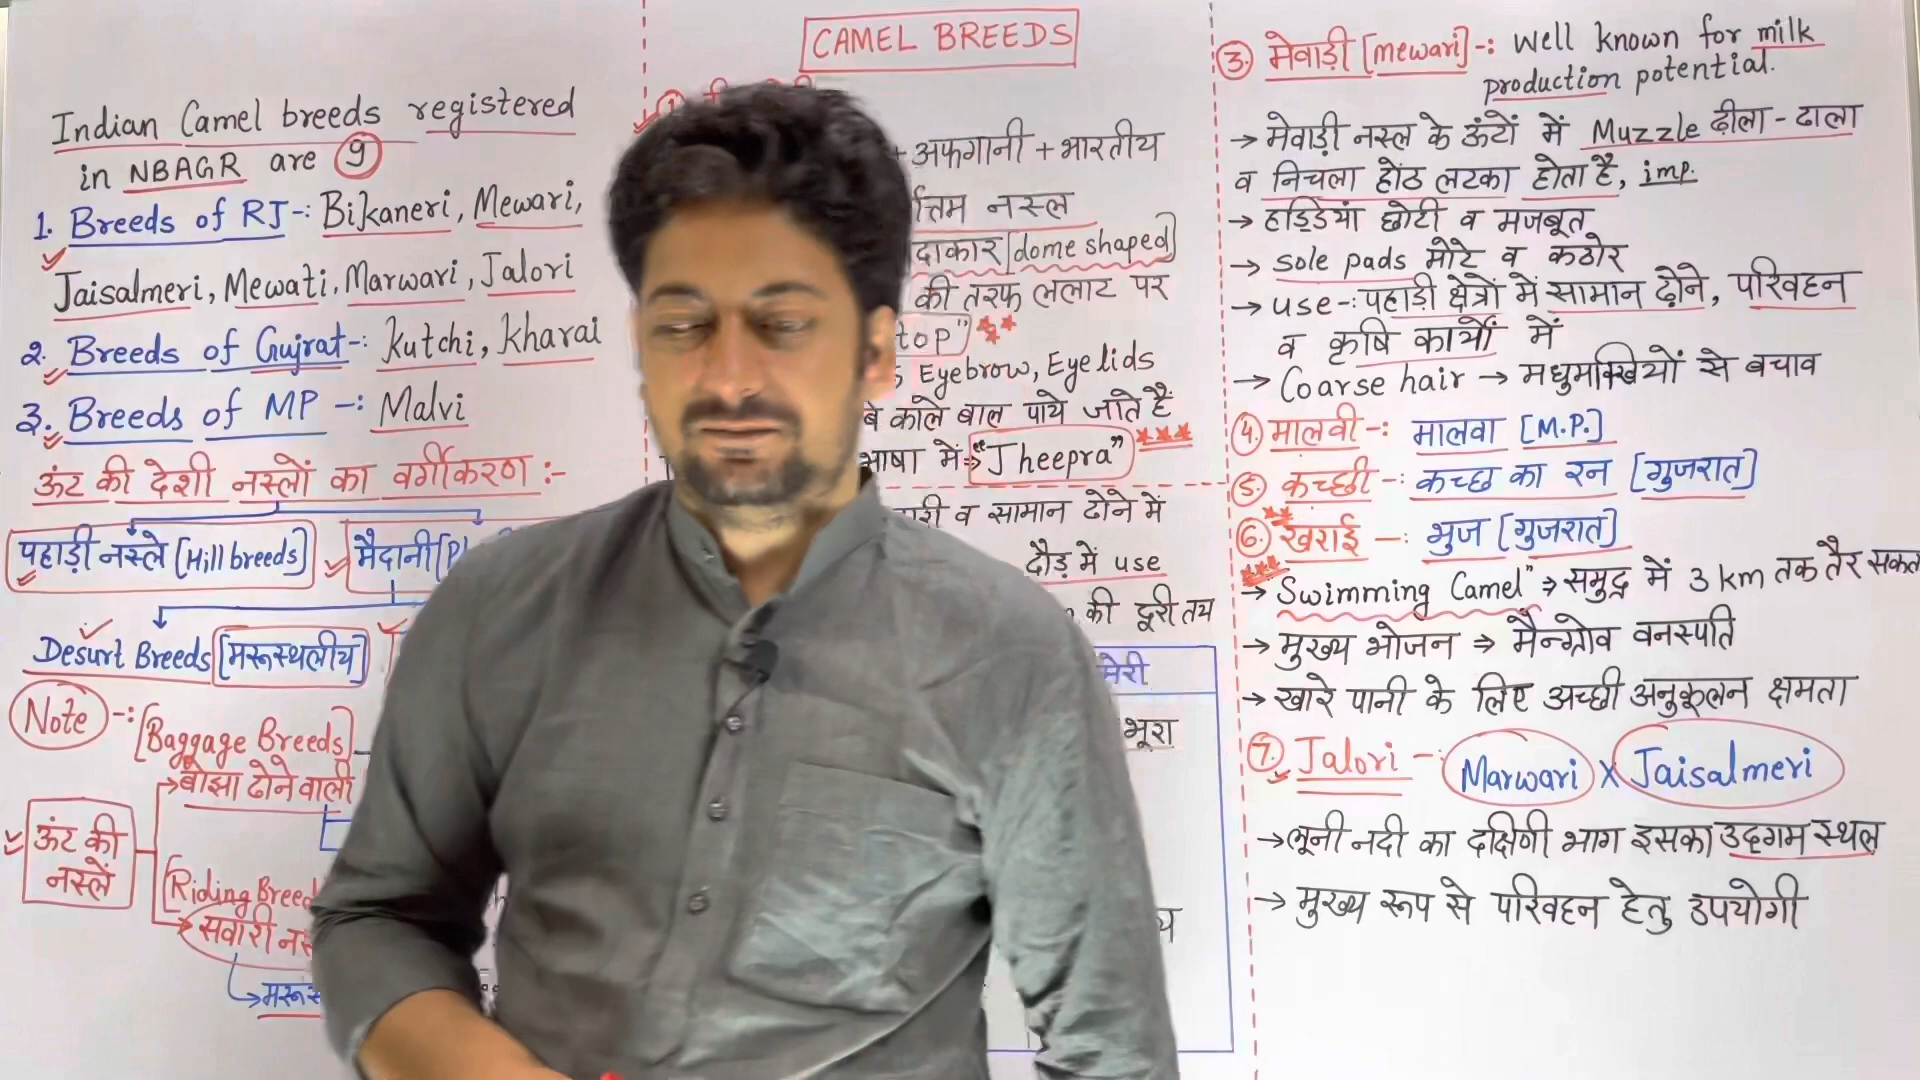 CAMEL BREEDS
Indian Camel breeds registered
in NBAGR are 9
1. Breeds of RJ-: Bikaneri, Mewari,
Jaisalmeri, Mewati, Marwari, Jalori
2. Breeds of Gujrat-: Kutchi, Kharai
3. Breeds of MP -: Malvi
ऊंट की देशी नस्लों का वर्गीकरण :-
पहाड़ी नस्ले [Hill breeds]
मैदानी
Desurt Breeds [मरूस्थलीय]
Note -: [Baggage Breeds]
→ बोझा ढोने वाली
ऊंट की
नस्लें
[Riding Breed
सवारी
+ अफगानी + भारतीय
नस्ल
[dome shaped]
की तरफ ललाट पर
top"
Eyebrow, Eye lids
काले बाल पाये जाते हैं
भाषा में ⇒ "Jheepra"
व सामान ढोने में
दौड़ में use
की दूरी तय
भूरा
3. मेवाड़ी [mewari] -: Well known for milk
production potential.
→ मेवाड़ी नस्ल के ऊंटों में Muzzle ढीला - ढाला
व निचला होंठ लटका होता है, imp.
→ हड्डियां छोटी व मजबूत
→ sole pads मोटे व कठोर
→ use -: पहाड़ी क्षेत्रों में सामान ढ़ोने, परिवहन
व कृषि कार्यो में
→ Coarse hair → मधुमक्खियों से बचाव
4. मालवी -: मालवा [M.P.]
5. कच्छी -: कच्छ का रन [गुजरात]
6. खराई -: भुज [गुजरात]
→ Swimming Camel" ⇒ समुद्र में 3 km तक तैर सकत
→ मुख्य भोजन ⇒ मैन्ग्रोव वनस्पति
→ खारे पानी के लिए अच्छी अनुकूलन क्षमता
7. Jalori -: Marwari X Jaisalmeri
→ लूनी नदी का दक्षिणी भाग इसका उद्दगम स्थल
→ मुख्य रूप से परिवहन हेतु उपयोगी